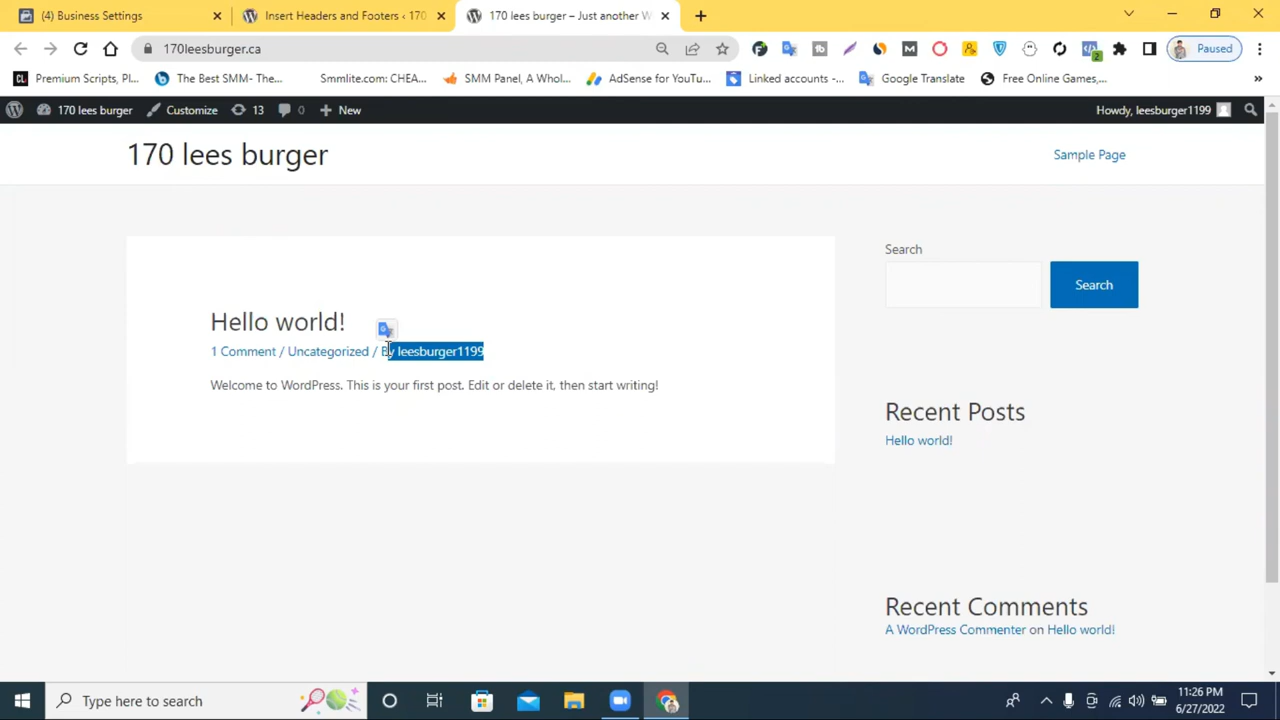 (4) Business Settings
Insert Headers and Footers ‹ 170
170 lees burger – Just another W
170leesburger.ca
Paused
Premium Scripts, Pl...
The Best SMM- The...
Smmlite.com: CHEA...
SMM Panel, A Whol...
AdSense for YouTu...
Linked accounts -...
Google Translate
Free Online Games,...
170 lees burger
Customize
13
0
New
Howdy, leesburger1199
170 lees burger
Sample Page
Search
Search
Hello world!
1 Comment / Uncategorized / By leesburger1199
Welcome to WordPress. This is your first post. Edit or delete it, then start writing!
Recent Posts
Hello world!
Recent Comments
A WordPress Commenter on Hello world!
Type here to search
11:26 PM
6/27/2022